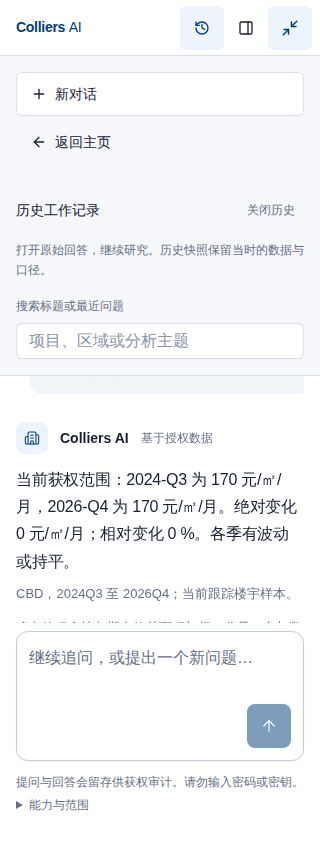 Colliers AI
新对话
返回主页
历史工作记录
关闭历史
打开原始回答，继续研究。历史快照保留当时的数据与
口径。
搜索标题或最近问题
项目、区域或分析主题
Colliers AI 基于授权数据
当前获权范围：2024-Q3 为 170 元/㎡/
月，2026-Q4 为 170 元/㎡/月。绝对变化
0 元/㎡/月；相对变化 0 %。各季有波动
或持平。
CBD，2024Q3 至 2026Q4；当前跟踪楼宇样本。
继续追问，或提出一个新问题…
提问与回答会留存供获权审计。请勿输入密码或密钥。
能力与范围